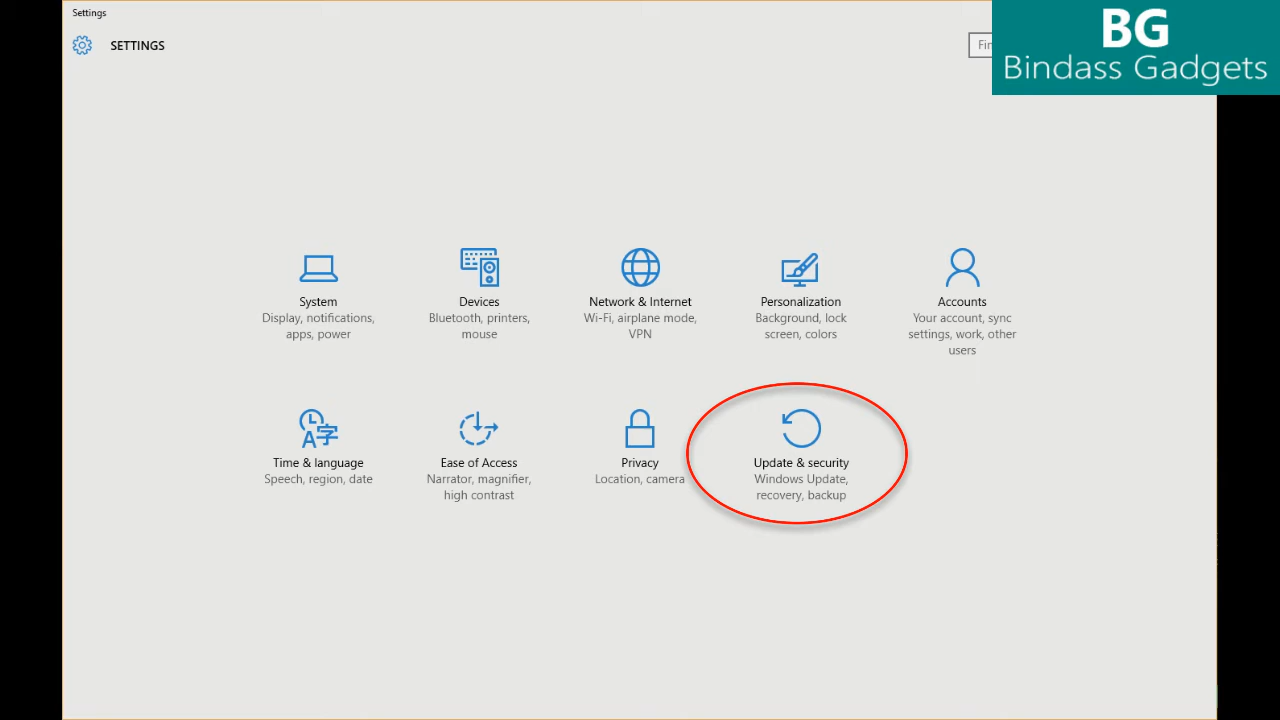 Settings
SETTINGS
BG
Bindass Gadgets
System
Display, notifications,
apps, power
Devices
Bluetooth, printers,
mouse
Network & Internet
Wi-Fi, airplane mode,
VPN
Personalization
Background, lock
screen, colors
Accounts
Your account, sync
settings, work, other
users
Time & language
Speech, region, date
Ease of Access
Narrator, magnifier,
high contrast
Privacy
Location, camera
Update & security
Windows Update,
recovery, backup